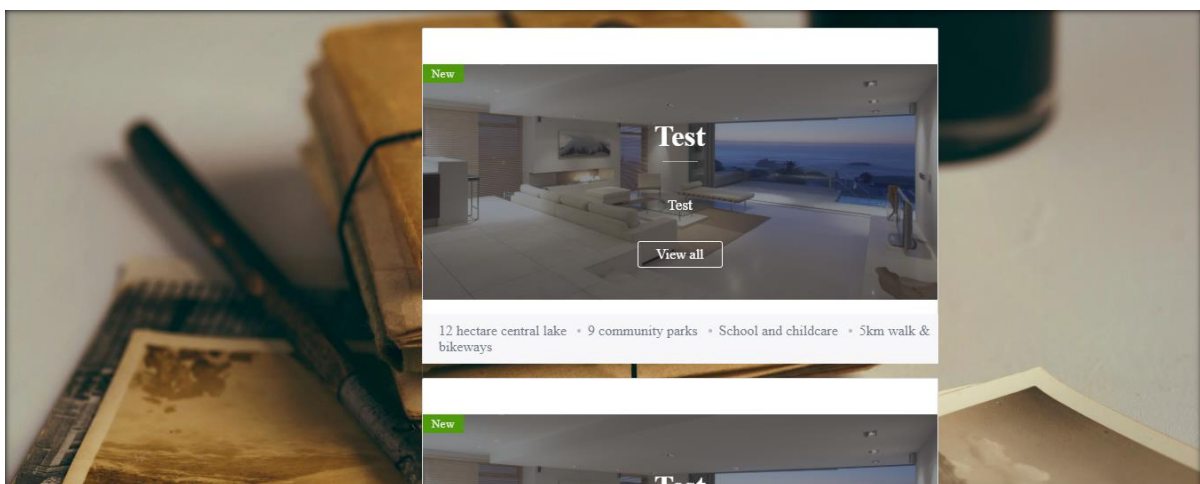 New
Test
Test
View all
12 hectare central lake • 9 community parks • School and childcare • 5km walk &
bikeways
New
Test